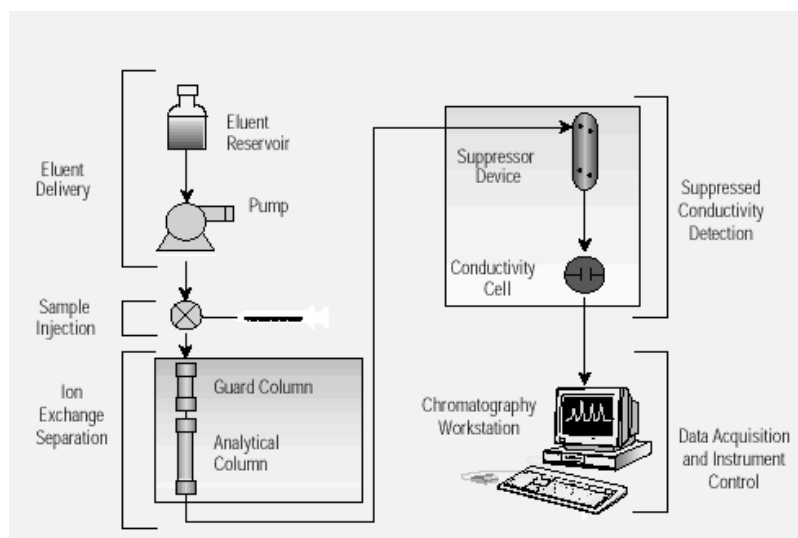 Eluent
Delivery
Eluent
Reservoir
Pump
Sample
Injection
Ion
Exchange
Separation
Guard Column
Analytical
Column
Suppressor
Device
Conductivity
Cell
Suppressed
Conductivity
Detection
Chromatography
Workstation
Data Acquisition
and Instrument
Control